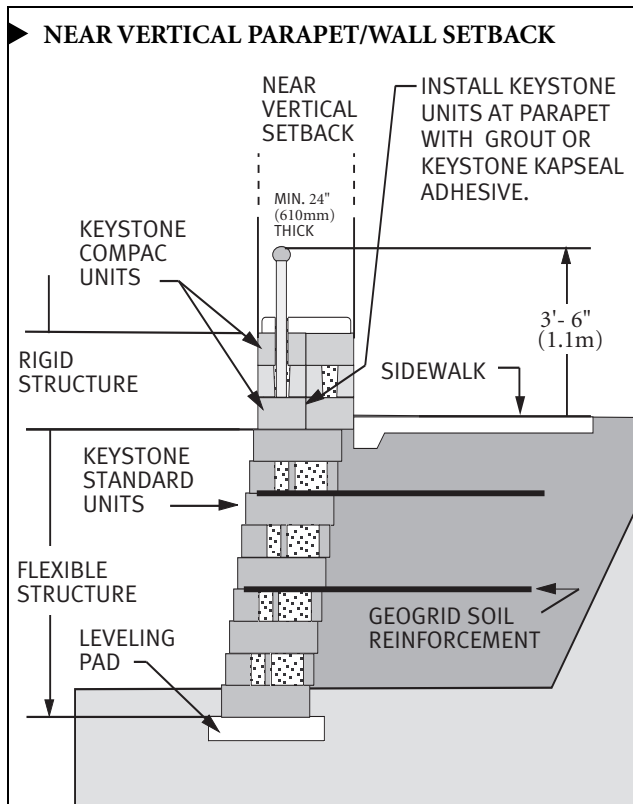 NEAR VERTICAL PARAPET/WALL SETBACK
NEAR
VERTICAL
SETBACK
INSTALL KEYSTONE
UNITS AT PARAPET
WITH GROUT OR
KEYSTONE KAPSEAL
ADHESIVE.
MIN. 24"
(610mm)
THICK
KEYSTONE
COMPAC
UNITS
3'- 6"
(1.1m)
RIGID
STRUCTURE
SIDEWALK
KEYSTONE
STANDARD
UNITS
FLEXIBLE
STRUCTURE
GEOGRID SOIL
REINFORCEMENT
LEVELING
PAD